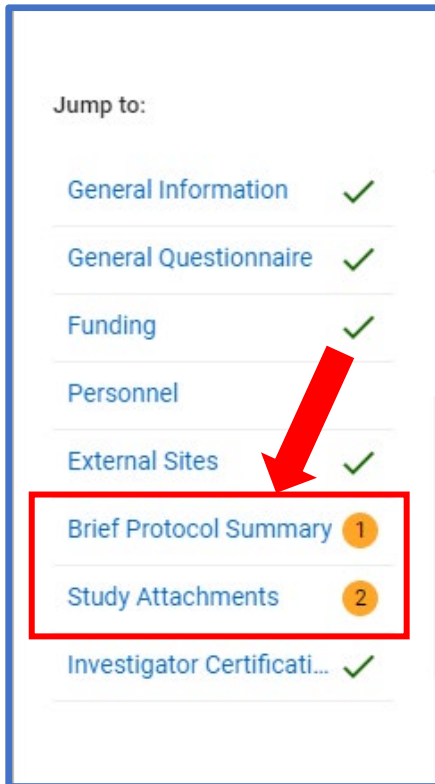 Jump to:
General Information
General Questionnaire
Funding
Personnel
External Sites
Brief Protocol Summary 1
Study Attachments 2
Investigator Certificati...